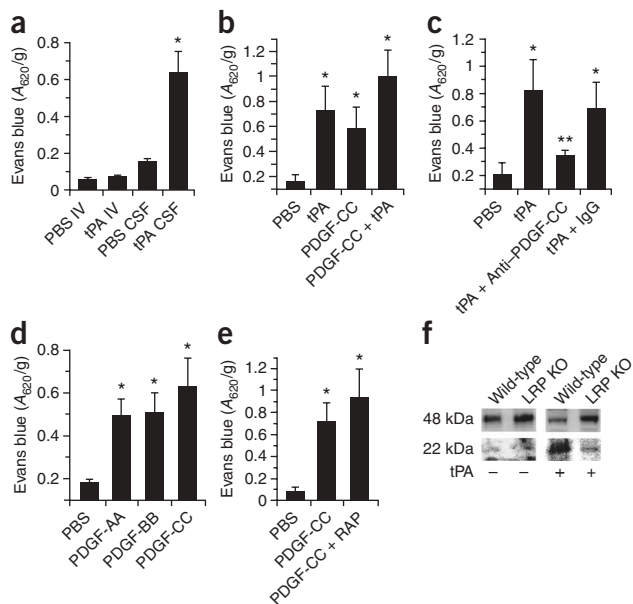 a
Evans blue (A620/g)
0.8
0.6
0.4
0.2
0
PBS IV
tPA IV
PBS CSF
tPA CSF
*
b
Evans blue (A620/g)
1.2
1.0
0.8
0.6
0.4
0.2
PBS
tPA
PDGF-CC
PDGF-CC + tPA
*
*
*
c
Evans blue (A620/g)
1.2
1.0
0.8
0.6
0.4
0.2
PBS
tPA
tPA + Anti–PDGF-CC
tPA + IgG
*
**
*
d
Evans blue (A620/g)
0.8
0.6
0.4
0.2
PBS
PDGF-AA
PDGF-BB
PDGF-CC
*
*
*
e
Evans blue (A620/g)
1.2
1
0.8
0.6
0.4
0.2
0
PBS
PDGF-CC
PDGF-CC + RAP
*
*
f
Wild-type
LRP KO
Wild-type
LRP KO
48 kDa
22 kDa
tPA – – + +